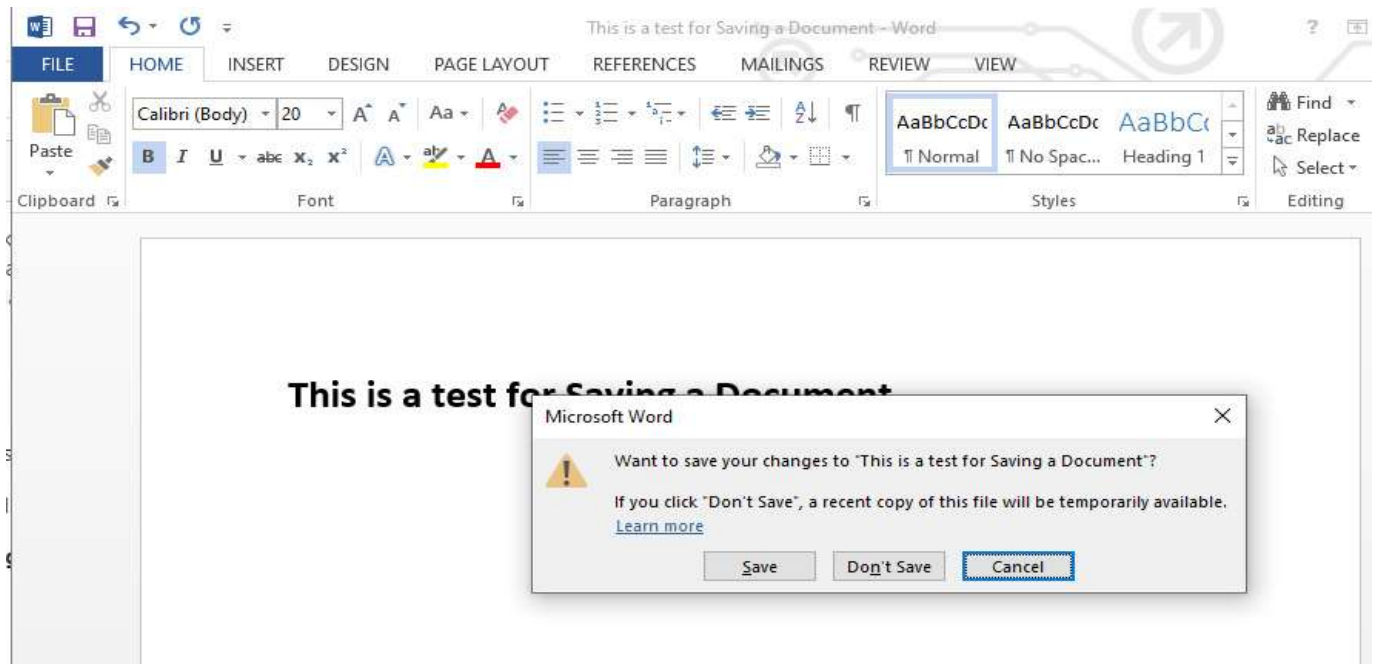 This is a test for Saving a Document - Word
FILE HOME INSERT DESIGN PAGE LAYOUT REFERENCES MAILINGS REVIEW VIEW
Paste
Calibri (Body) 20 Aa
B I U abc X₂ X² A aby A
AaBbCcDc AaBbCcDc AaBbC
¶ Normal ¶ No Spac... Heading 1
Find
Replace
Select
Clipboard Font Paragraph Styles Editing
This is a test for Saving a Document
Microsoft Word
Want to save your changes to "This is a test for Saving a Document"?
If you click "Don't Save", a recent copy of this file will be temporarily available.
Learn more
Save Don't Save Cancel